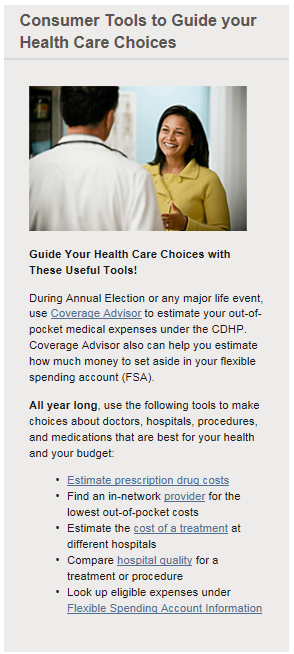 Consumer Tools to Guide your
Health Care Choices
Guide Your Health Care Choices with
These Useful Tools!
During Annual Election or any major life event,
use Coverage Advisor to estimate your out-of-
pocket medical expenses under the CDHP.
Coverage Advisor also can help you estimate
how much money to set aside in your flexible
spending account (FSA).
All year long, use the following tools to make
choices about doctors, hospitals, procedures,
and medications that are best for your health
and your budget:
• Estimate prescription drug costs
• Find an in-network provider for the
lowest out-of-pocket costs
• Estimate the cost of a treatment at
different hospitals
• Compare hospital quality for a
treatment or procedure
• Look up eligible expenses under
Flexible Spending Account Information